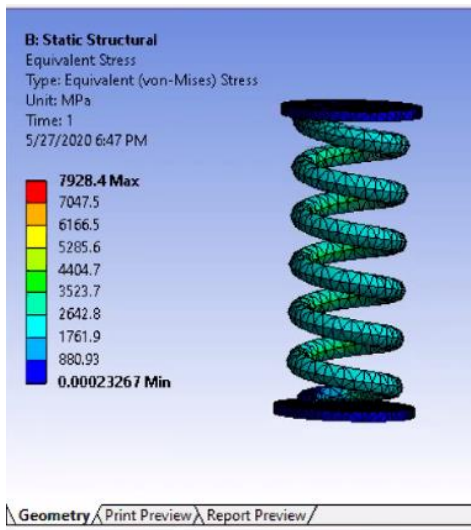 B: Static Structural
Equivalent Stress
Type: Equivalent (von-Mises) Stress
Unit: MPa
Time: 1
5/27/2020 6:47 PM
7928.4 Max
7047.5
6166.5
5285.6
4404.7
3523.7
2642.8
1761.9
880.93
0.00023267 Min
Geometry Print Preview Report Preview